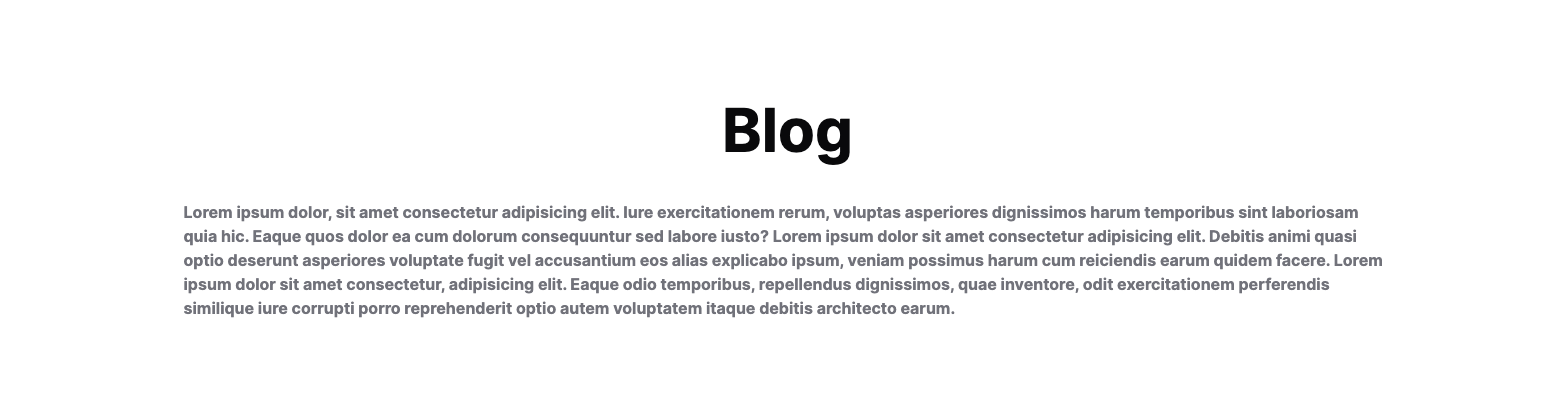 Blog
Lorem ipsum dolor, sit amet consectetur adipisicing elit. Iure exercitationem rerum, voluptas asperiores dignissimos harum temporibus sint laboriosam
quia hic. Eaque quos dolor ea cum dolorum consequuntur sed labore iusto? Lorem ipsum dolor sit amet consectetur adipisicing elit. Debitis animi quasi
optio deserunt asperiores voluptate fugit vel accusantium eos alias explicabo ipsum, veniam possimus harum cum reiciendis earum quidem facere. Lorem
ipsum dolor sit amet consectetur, adipisicing elit. Eaque odio temporibus, repellendus dignissimos, quae inventore, odit exercitationem perferendis
similique iure corrupti porro reprehenderit optio autem voluptatem itaque debitis architecto earum.